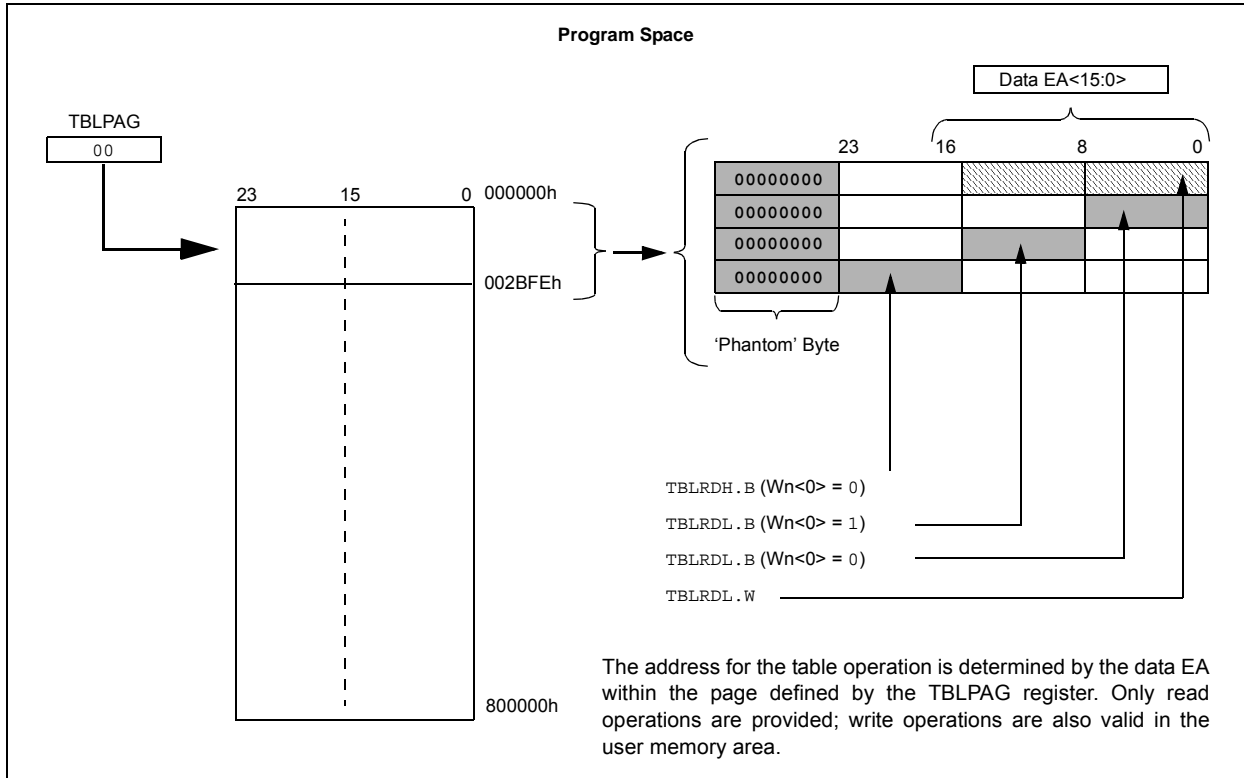 Program Space
Data EA<15:0>
TBLPAG
00
23 16 8 0
23 15 0 000000h
00000000
00000000
00000000
00000000
002BFEh
'Phantom' Byte
TBLRDH.B (Wn<0> = 0)
TBLRDL.B (Wn<0> = 1)
TBLRDL.B (Wn<0> = 0)
TBLRDL.W
800000h
The address for the table operation is determined by the data EA
within the page defined by the TBLPAG register. Only read
operations are provided; write operations are also valid in the
user memory area.